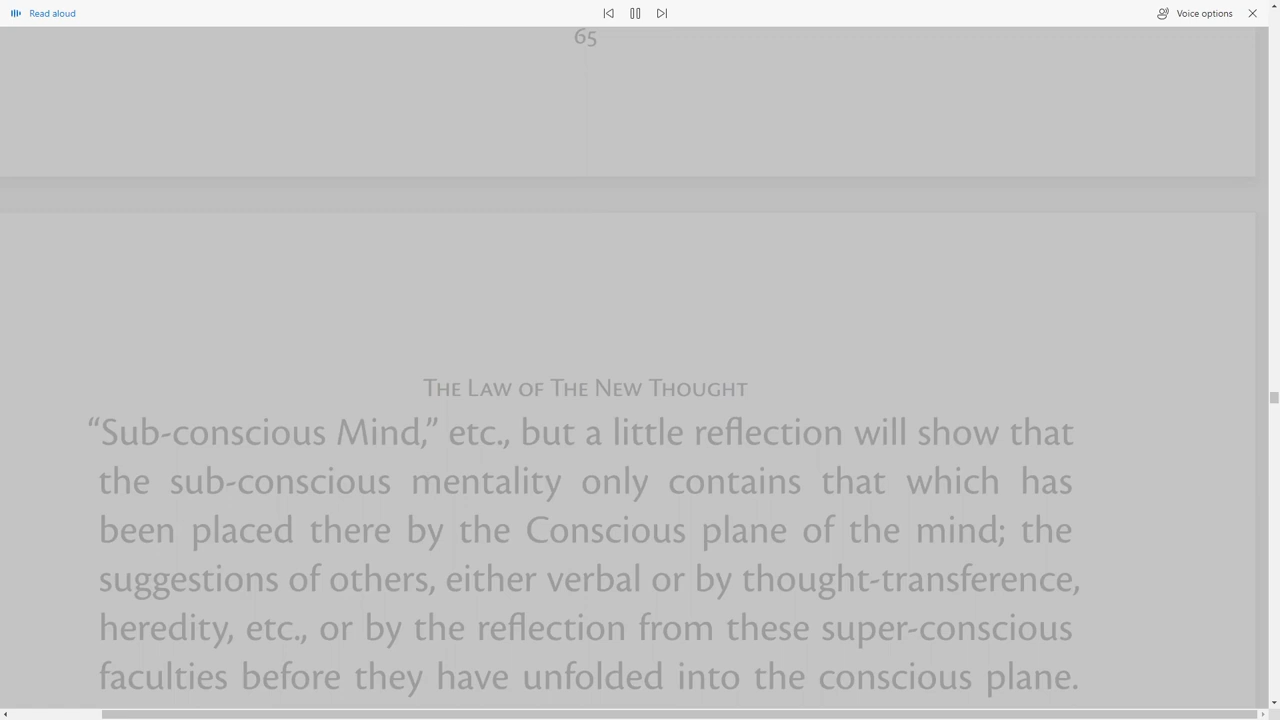 Read aloud
Voice options
65
The Law of The New Thought
“Sub-conscious Mind,” etc., but a little reflection will show that
the sub-conscious mentality only contains that which has
been placed there by the Conscious plane of the mind; the
suggestions of others, either verbal or by thought-transference,
heredity, etc., or by the reflection from these super-conscious
faculties before they have unfolded into the conscious plane.